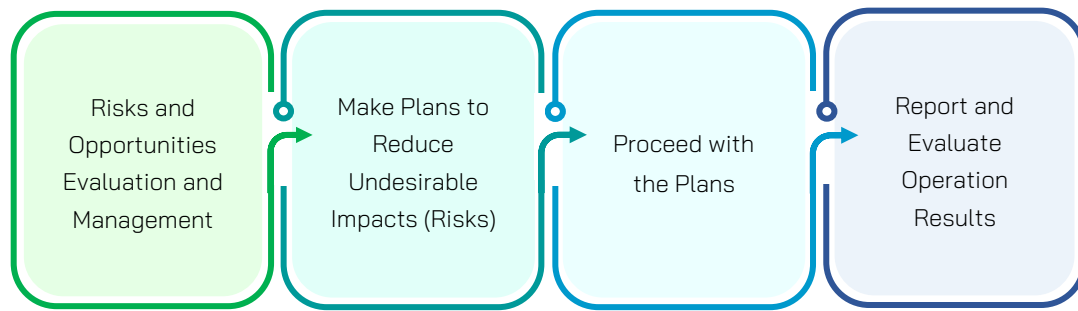 Risks and
Opportunities
Evaluation and
Management
Make Plans to
Reduce
Undesirable
Impacts (Risks)
Proceed with
the Plans
Report and
Evaluate
Operation
Results